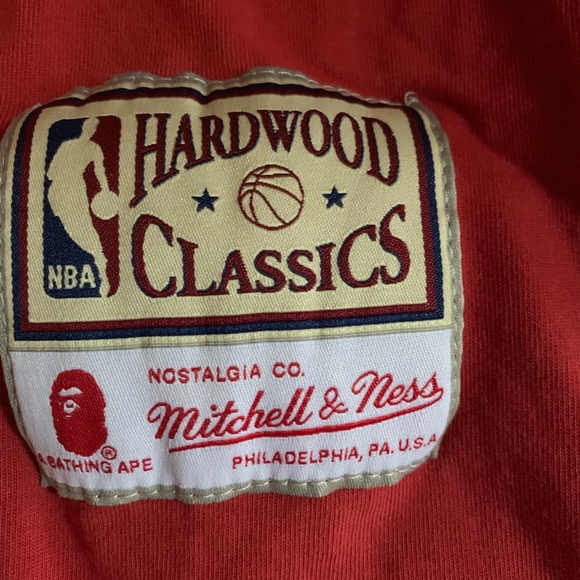 HARDWOOD
CLASSICS
NBA
NOSTALGIA CO.
Mitchell & Ness
PHILADELPHIA, PA. U.S.A
A BATHING APE
®